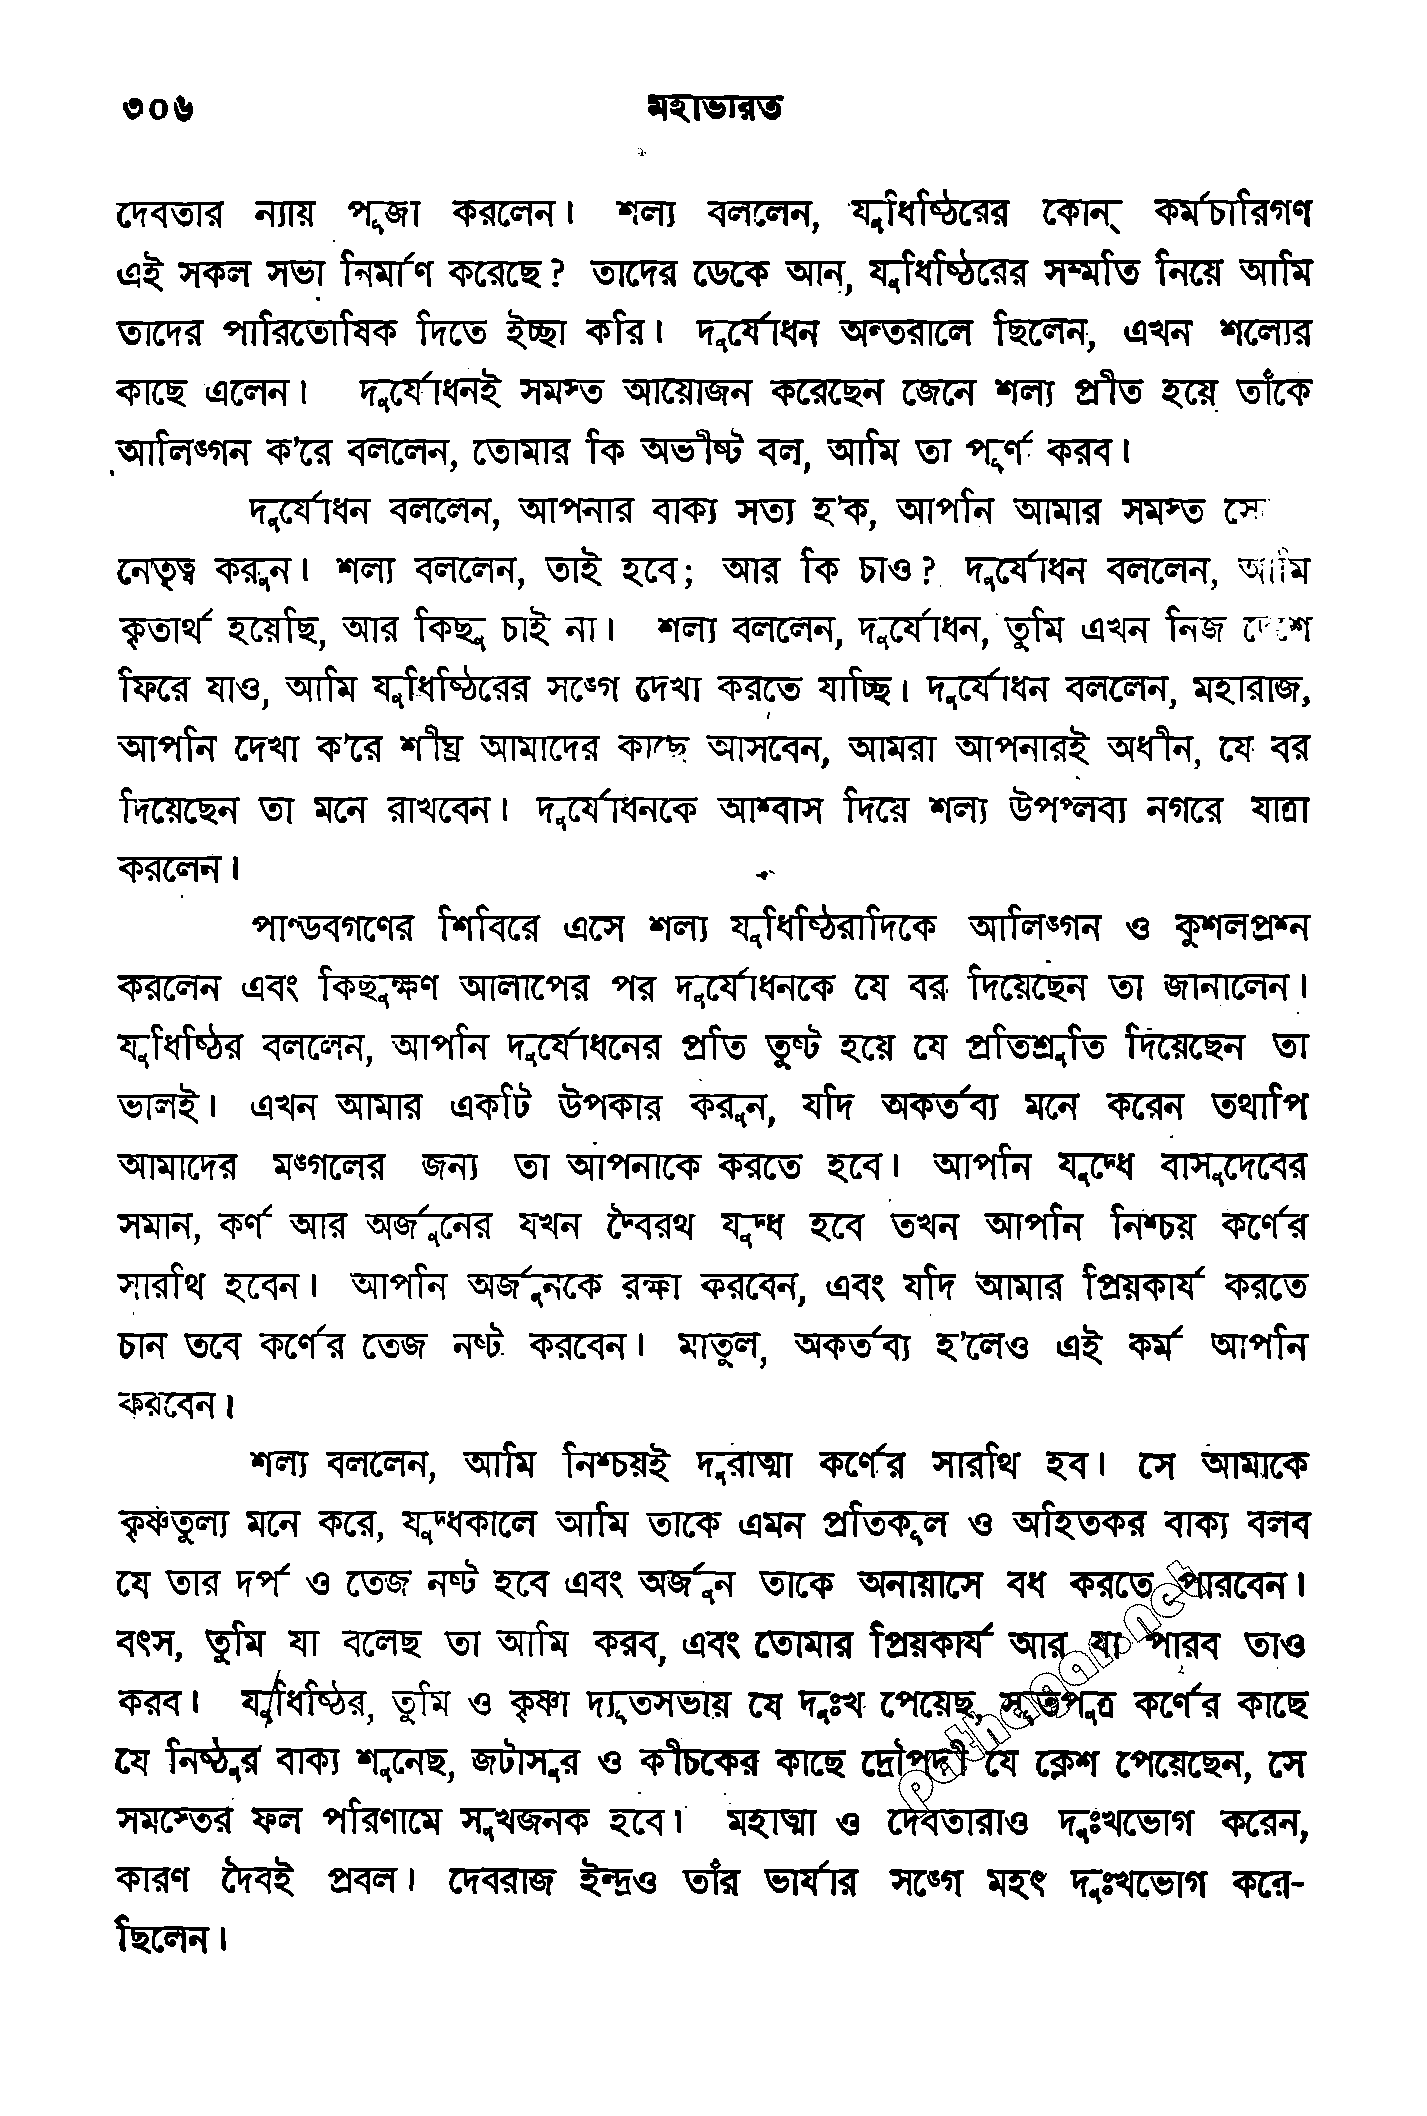 ৩০৬ মহাভারত
দেবতার ন্যায় পূজা করলেন। শল্য বললেন, যুধিষ্ঠিরের কোন্ কর্মচারিগণ
এই সকল সভা নির্মাণ করেছে? তাদের ডেকে আন, যুধিষ্ঠিরের সম্মতি নিয়ে আমি
তাদের পারিতোষিক দিতে ইচ্ছা করি। দুর্যোধন অন্তরালে ছিলেন, এখন শল্যের
কাছে এলেন। দুর্যোধনই সমস্ত আয়োজন করেছেন জেনে শল্য প্রীত হয়ে তাঁকে
আলিঙ্গন ক’রে বললেন, তোমার কি অভীষ্ট বল, আমি তা পূর্ণ করব।
দুর্যোধন বললেন, আপনার বাক্য সত্য হ’ক, আপনি আমার সমস্ত
নেতৃত্ব করুন। শল্য বললেন, তাই হবে; আর কি চাও? দুর্যোধন বললেন, আমি
কৃতার্থ হয়েছি, আর কিছু চাই না। শল্য বললেন, দুর্যোধন, তুমি এখন নিজ দেশে
ফিরে যাও, আমি যুধিষ্ঠিরের সঙ্গে দেখা করতে যাচ্ছি। দুর্যোধন বললেন, মহারাজ,
আপনি দেখা ক’রে শীঘ্র আমাদের কাছে আসবেন, আমরা আপনারই অধীন, যে বর
দিয়েছেন তা মনে রাখবেন। দুর্যোধনকে আশ্বাস দিয়ে শল্য উপপ্লব্য নগরে যাত্রা
করলেন।
পাণ্ডবগণের শিবিরে এসে শল্য যুধিষ্ঠিরাদিকে আলিঙ্গন ও কুশলপ্রশ্ন
করলেন এবং কিছুক্ষণ আলাপের পর দুর্যোধনকে যে বর দিয়েছেন তা জানালেন।
যুধিষ্ঠির বললেন, আপনি দুর্যোধনের প্রতি তুষ্ট হয়ে যে প্রতিশ্রুতি দিয়েছেন তা
ভালই। এখন আমার একটি উপকার করুন, যদি অকর্তব্য মনে করেন তথাপি
আমাদের মঙ্গলের জন্য তা আপনাকে করতে হবে। আপনি যুদ্ধে বাসুদেবের
সমান, কর্ণ আর অর্জুনের যখন দ্বৈরথ যুদ্ধ হবে তখন আপনি নিশ্চয় কর্ণের
সারথি হবেন। আপনি অর্জুনকে রক্ষা করবেন, এবং যদি আমার প্রিয়কার্য করতে
চান তবে কর্ণের তেজ নষ্ট করবেন। মাতুল, অকর্তব্য হ’লেও এই কর্ম আপনি
করবেন।
শল্য বললেন, আমি নিশ্চয়ই দুরাত্মা কর্ণের সারথি হব। সে আমাকে
কৃষ্ণতুল্য মনে করে, যুদ্ধকালে আমি তাকে এমন প্রতিকূল ও অহিতকর বাক্য বলব
যে তার দর্প ও তেজ নষ্ট হবে এবং অর্জুন তাকে অনায়াসে বধ করতে পারবেন।
বৎস, তুমি যা বলেছ তা আমি করব, এবং তোমার প্রিয়কার্য আর যা পারব তাও
করব। যুধিষ্ঠির, তুমি ও কৃষ্ণা দ্যূতসভায় যে দুঃখ পেয়েছ, সূতপুত্র কর্ণের কাছে
যে নিষ্ঠুর বাক্য শুনেছ, জটাসুর ও কীচকের কাছে দ্রৌপদী যে ক্লেশ পেয়েছেন, সে
সমস্তের ফল পরিণামে সুখজনক হবে। মহাত্মা ও দেবতারাও দুঃখভোগ করেন,
কারণ দৈবই প্রবল। দেবরাজ ইন্দ্রও তাঁর ভার্যার সঙ্গে মহৎ দুঃখভোগ করে-
ছিলেন।
pathagar.net